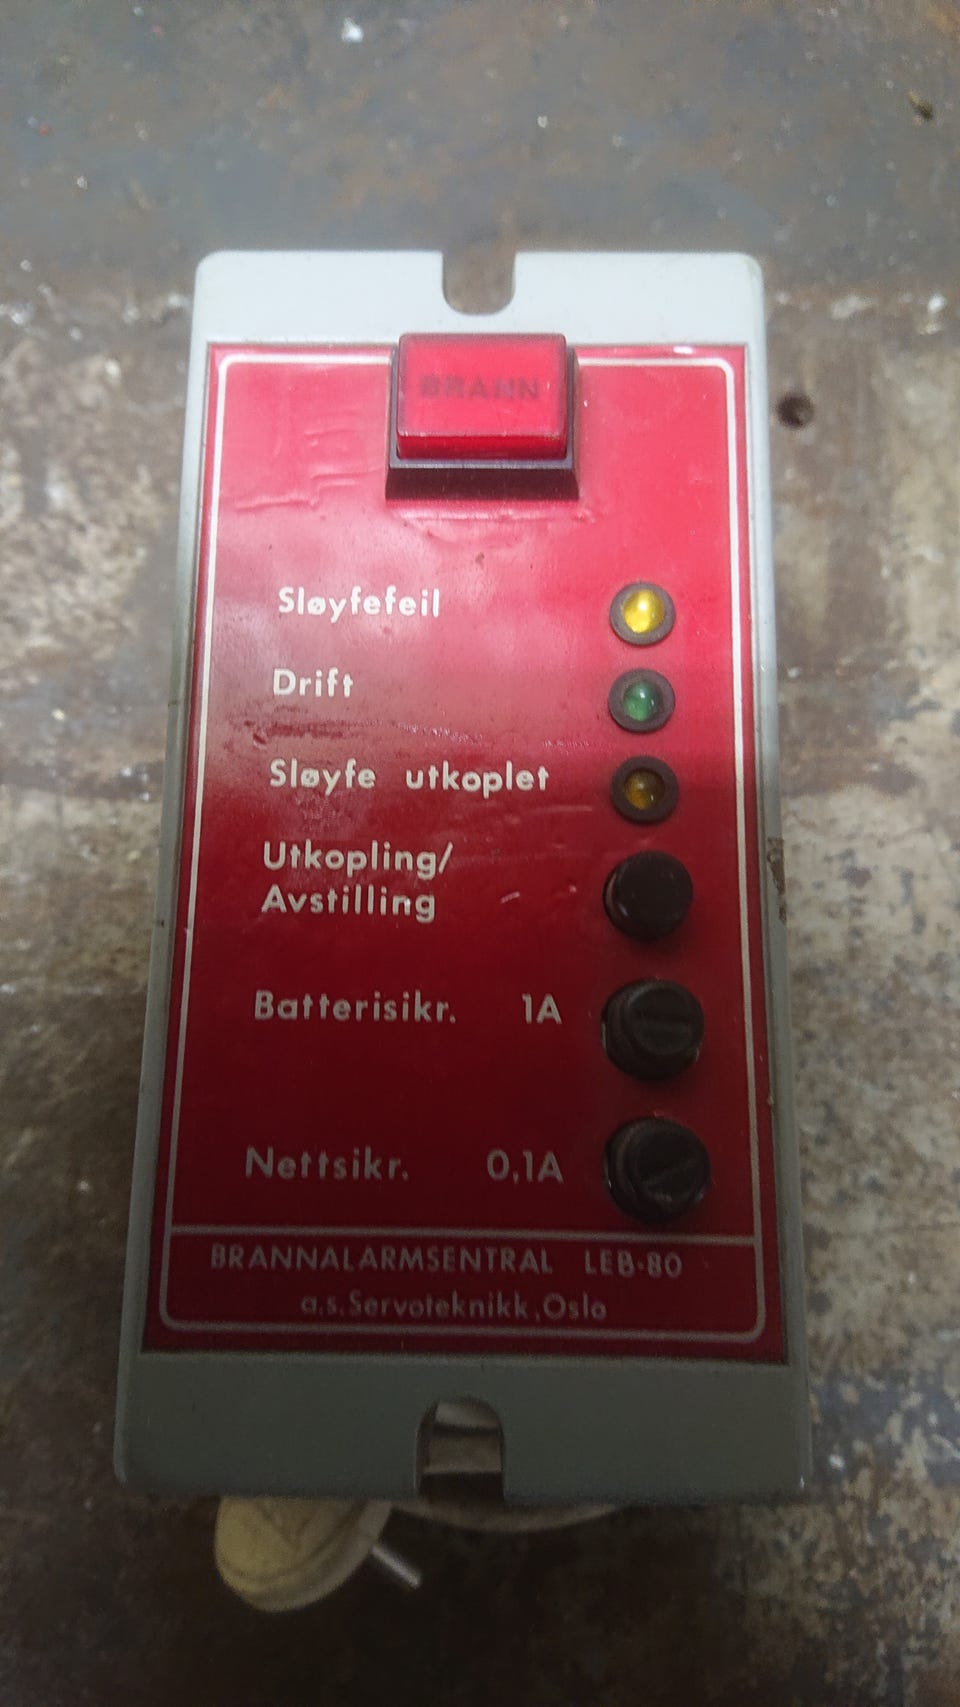 BRANN
Sløyfefeil
Drift
Sløyfe utkoplet
Utkopling/
Avstilling
Batterisikr. 1A
Nettsikr. 0,1A
BRANNALARMSENTRAL LEB-80
a.s. Servoteknikk, Oslo